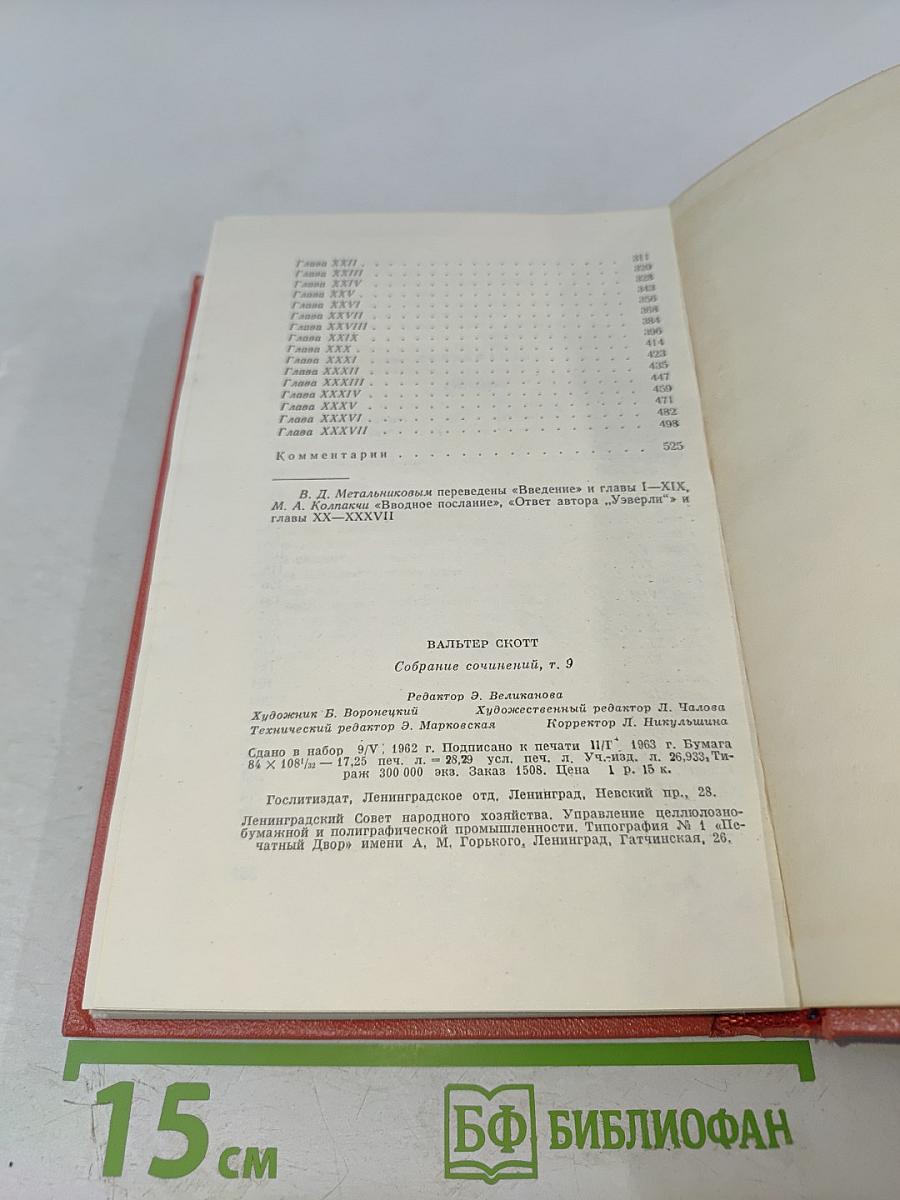 Глава XXII . . . . . . . . . . . . . . . . . . 311
Глава XXIII . . . . . . . . . . . . . . . . . . 320
Глава XXIV . . . . . . . . . . . . . . . . . . 328
Глава XXV . . . . . . . . . . . . . . . . . . 343
Глава XXVI . . . . . . . . . . . . . . . . . . 356
Глава XXVII . . . . . . . . . . . . . . . . . . 368
Глава XXVIII . . . . . . . . . . . . . . . . . . 384
Глава XXIX . . . . . . . . . . . . . . . . . . 396
Глава XXX . . . . . . . . . . . . . . . . . . 414
Глава XXXI . . . . . . . . . . . . . . . . . . 423
Глава XXXII . . . . . . . . . . . . . . . . . . 435
Глава XXXIII . . . . . . . . . . . . . . . . . . 447
Глава XXXIV . . . . . . . . . . . . . . . . . . 459
Глава XXXV . . . . . . . . . . . . . . . . . . 471
Глава XXXVI . . . . . . . . . . . . . . . . . . 482
Глава XXXVII . . . . . . . . . . . . . . . . . . 498
Комментарии . . . . . . . . . . . . . . . . . . 525
В. Д. Метальниковым переведены «Введение» и главы I—XIX,
М. А. Колпакчи «Вводное послание», «Ответ автора „Уэверли“» и
главы XX—XXXVII
ВАЛЬТЕР СКОТТ
Собрание сочинений, т. 9
Редактор Э. Великанова
Художник Б. Воронецкий Художественный редактор Л. Чалова
Технический редактор Э. Марковская Корректор Л. Никульшина
Сдано в набор 9/V 1962 г. Подписано к печати 11/I 1963 г. Бумага
84 × 108¹/₃₂ — 17,25 печ. л. = 28,29 усл. печ. л. Уч.-изд. л. 26,933. Ти-
раж 300 000 экз. Заказ 1508. Цена 1 р. 15 к.
Гослитиздат, Ленинградское отд. Ленинград, Невский пр., 28.
Ленинградский Совет народного хозяйства. Управление целлюлозно-
бумажной и полиграфической промышленности. Типография № 1 «Пе-
чатный Двор» имени А. М. Горького, Ленинград, Гатчинская, 26.
15 см
БФ БИБЛИОФАН